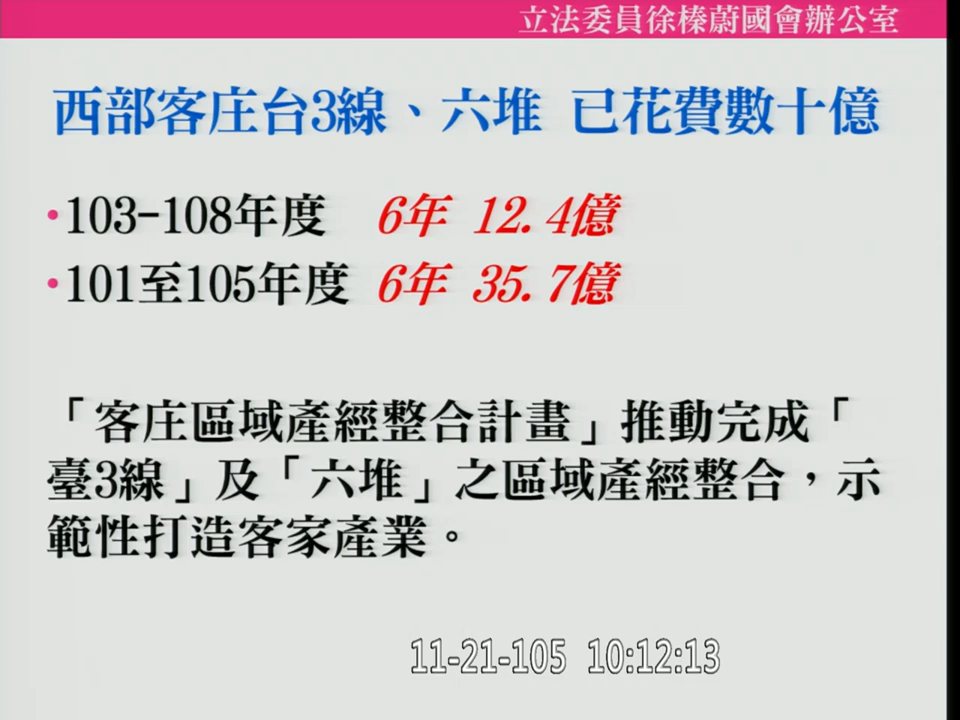 立法委員徐榛蔚國會辦公室
西部客庄台3線、六堆 已花費數十億
•103-108年度 6年 12.4億
•101至105年度 6年 35.7億
「客庄區域產經整合計畫」推動完成「
臺3線」及「六堆」之區域產經整合，示
範性打造客家產業。
11-21-105 10:12:13